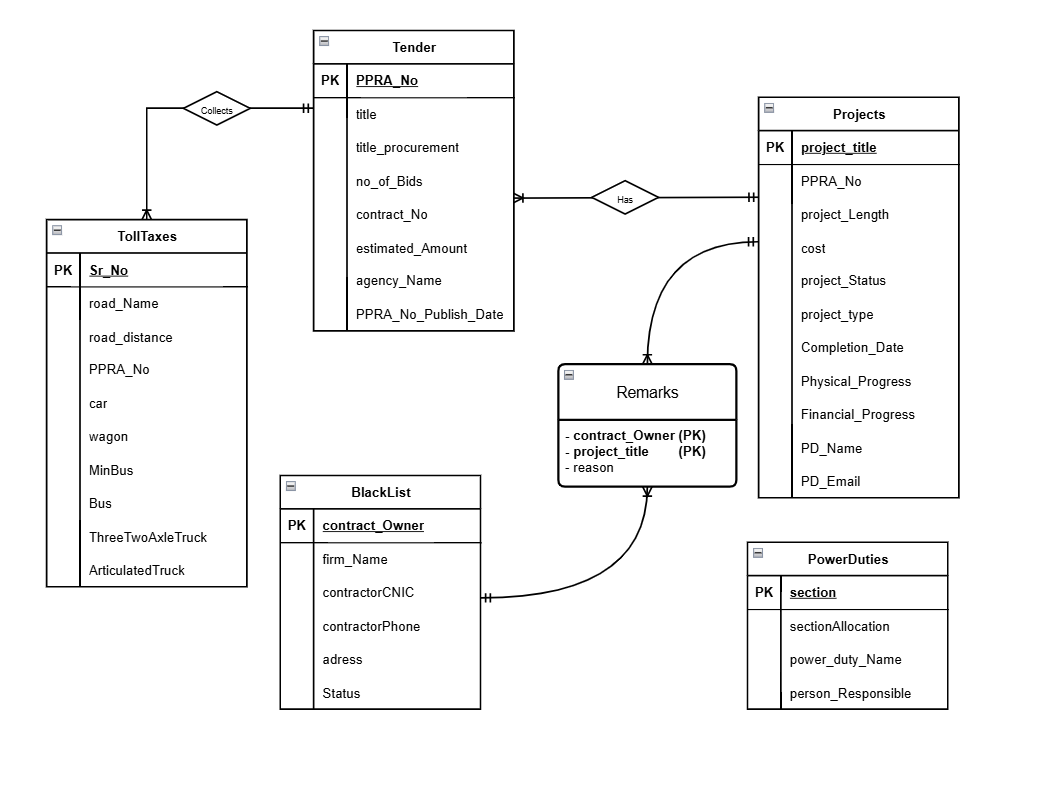 Tender
PK PPRA_No
title
title_procurement
no_of_Bids
contract_No
estimated_Amount
agency_Name
PPRA_No_Publish_Date
Collects
Has
Projects
PK project_title
PPRA_No
project_Length
cost
project_Status
project_type
Completion_Date
Physical_Progress
Financial_Progress
PD_Name
PD_Email
TollTaxes
PK Sr_No
road_Name
road_distance
PPRA_No
car
wagon
MinBus
Bus
ThreeTwoAxleTruck
ArticulatedTruck
Remarks
- contract_Owner (PK)
- project_title (PK)
- reason
BlackList
PK contract_Owner
firm_Name
contractorCNIC
contractorPhone
adress
Status
PowerDuties
PK section
sectionAllocation
power_duty_Name
person_Responsible